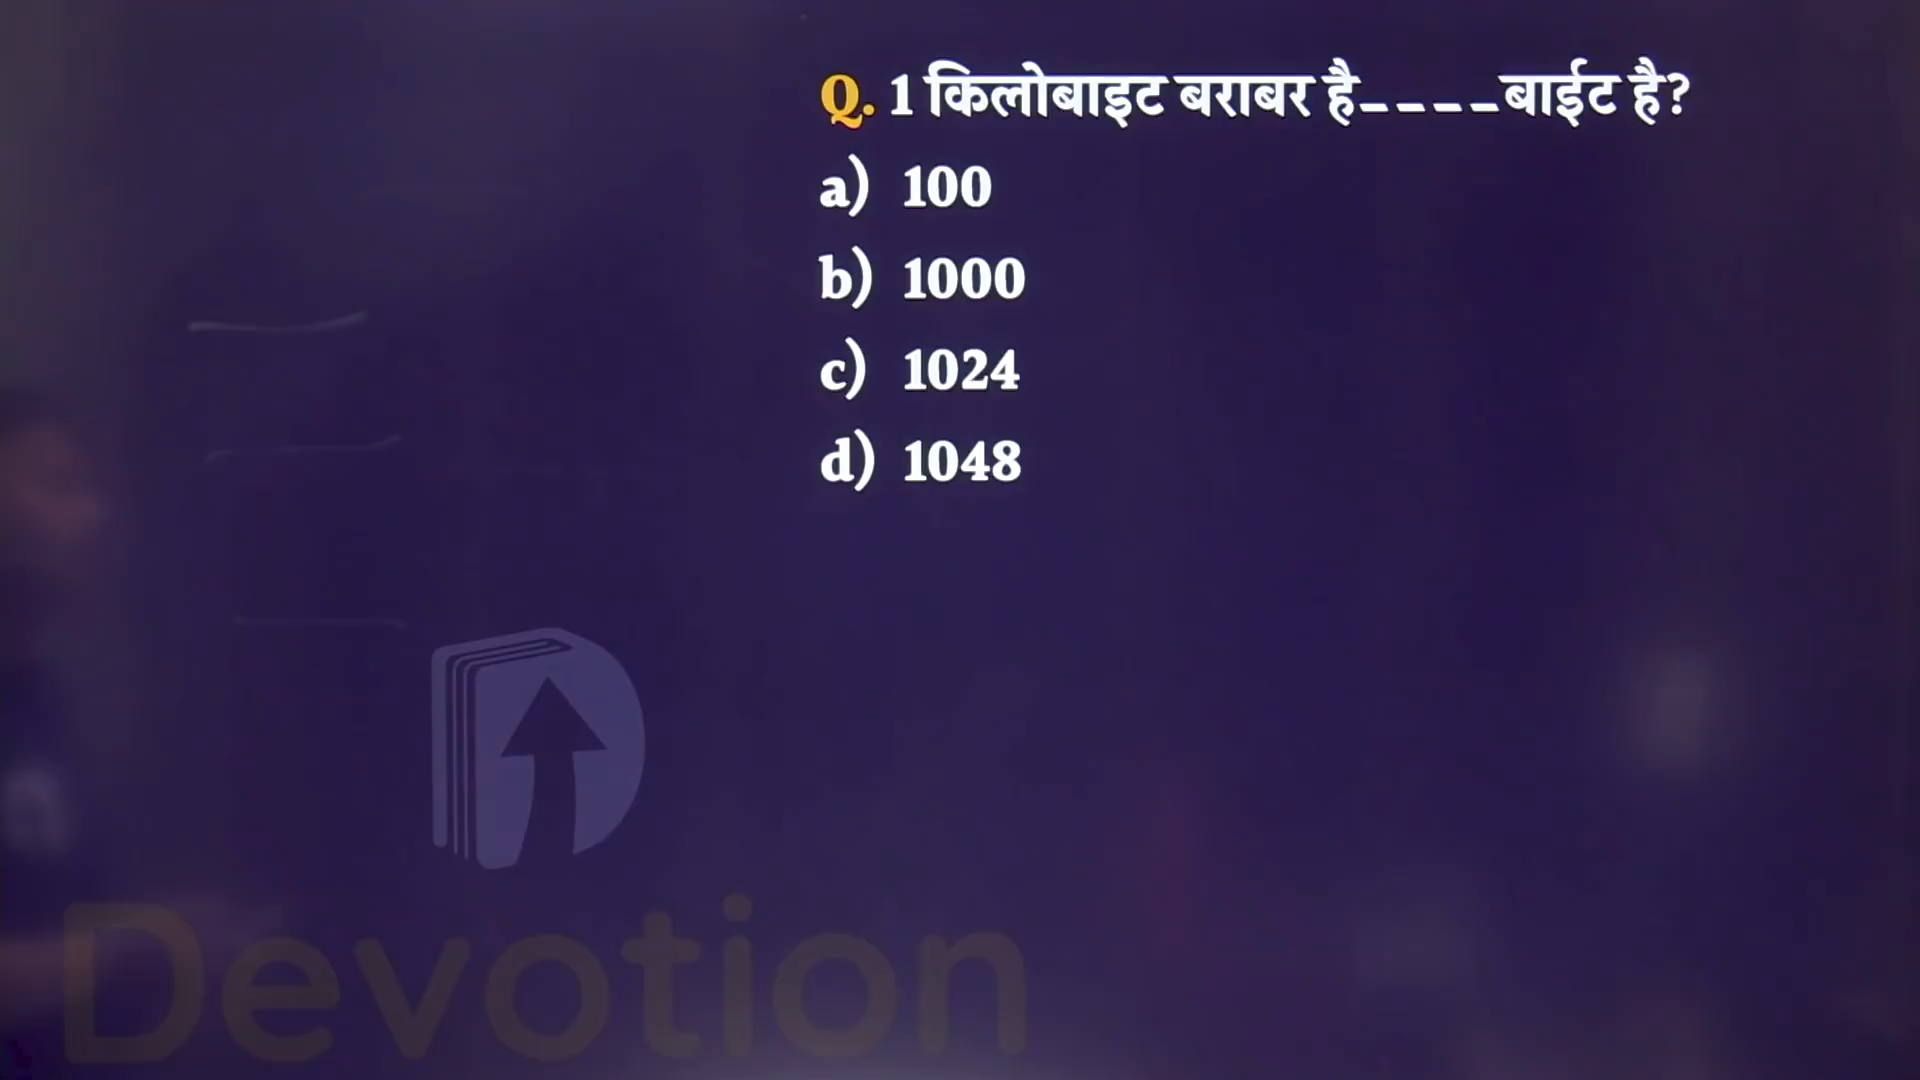 Q. 1 किलोबाइट बराबर है----बाईट है?
a) 100
b) 1000
c) 1024
d) 1048
Devotion